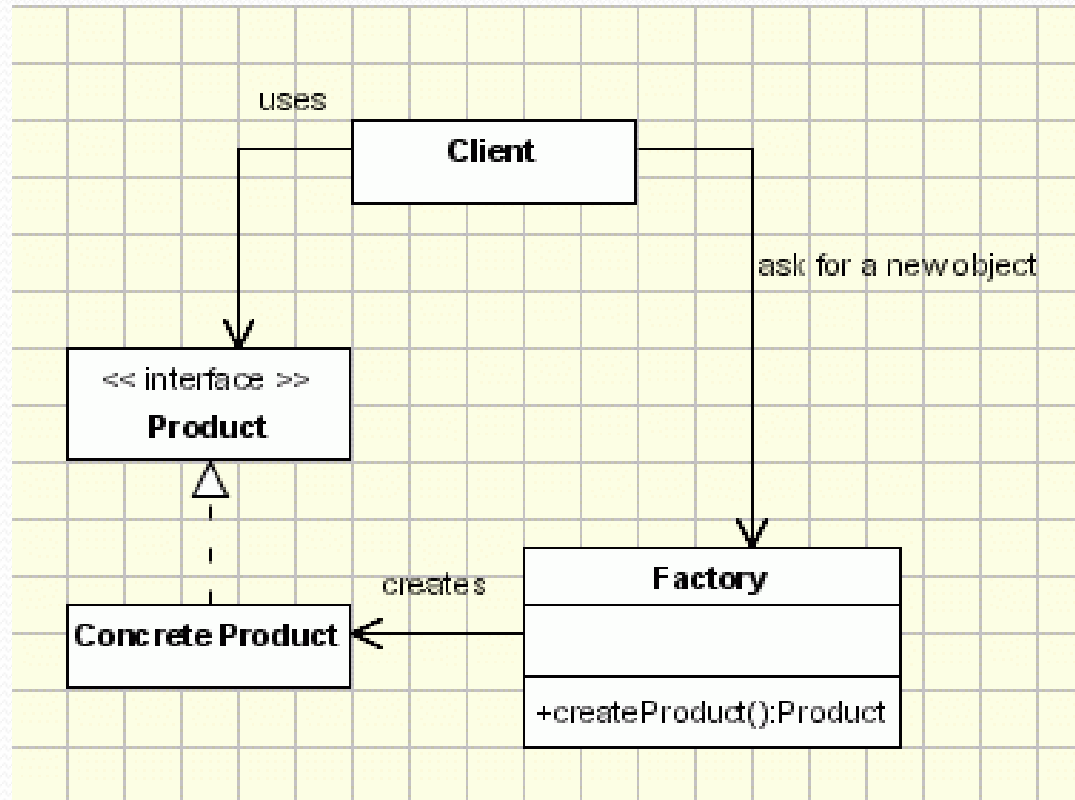 uses
Client
ask for a new object
<< interface >>
Product
creates
Factory
Concrete Product
+createProduct():Product